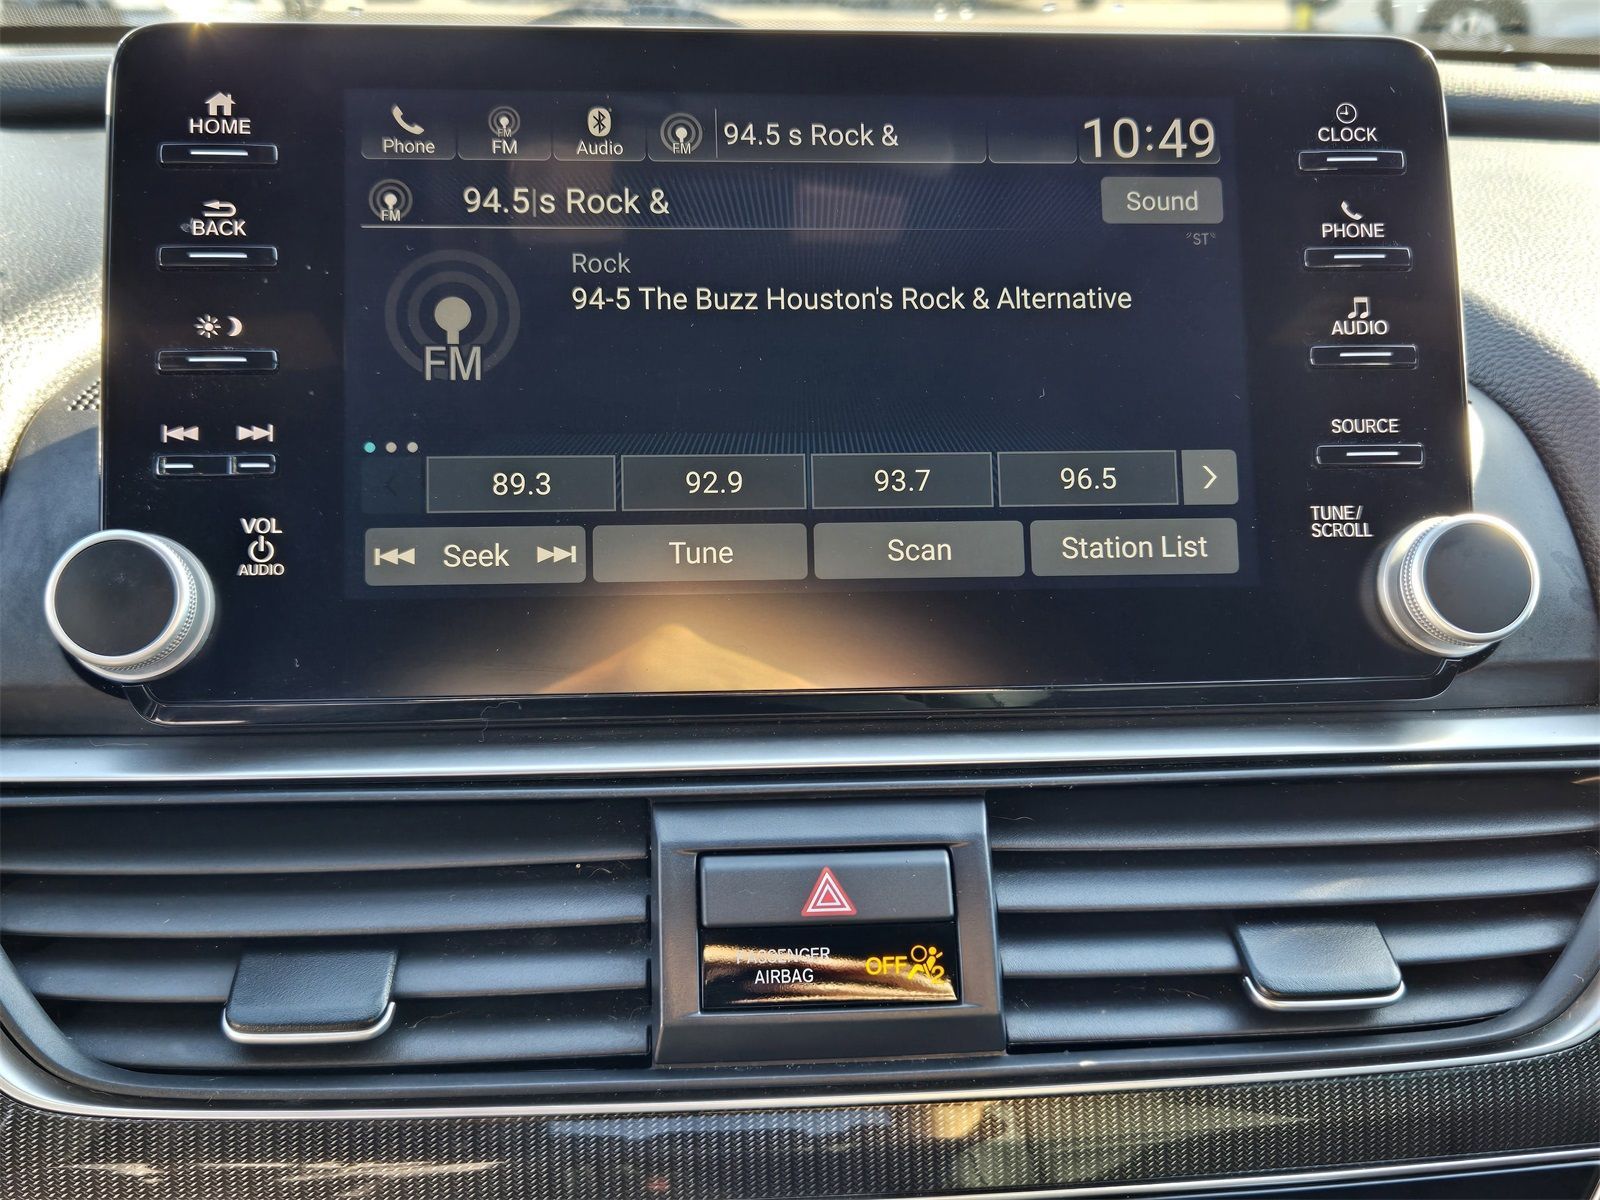 HOME
BACK
VOL
AUDIO
Phone
FM
FM
Audio
FM
94.5 s Rock &
10:49
FM
94.5 s Rock &
Sound
"ST"
FM
Rock
94-5 The Buzz Houston's Rock & Alternative
89.3
92.9
93.7
96.5
Seek
Tune
Scan
Station List
CLOCK
PHONE
AUDIO
SOURCE
TUNE/
SCROLL
PASSENGER
AIRBAG
OFF